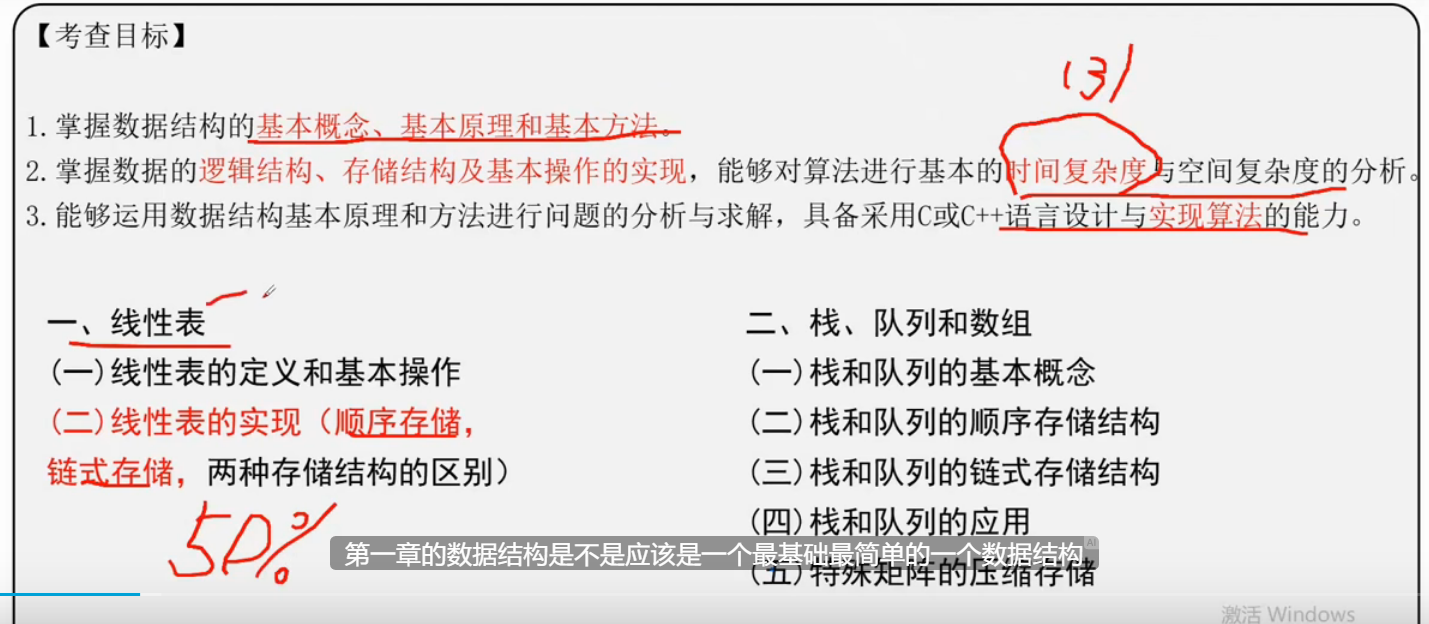 【考查目标】
(3)
1. 掌握数据结构的基本概念、基本原理和基本方法。
2. 掌握数据的逻辑结构、存储结构及基本操作的实现，能够对算法进行基本的时间复杂度与空间复杂度的分析。
3. 能够运用数据结构基本原理和方法进行问题的分析与求解，具备采用C或C++语言设计与实现算法的能力。
一、线性表
(一)线性表的定义和基本操作
(二)线性表的实现（顺序存储，
链式存储，两种存储结构的区别）
50%
二、栈、队列和数组
(一)栈和队列的基本概念
(二)栈和队列的顺序存储结构
(三)栈和队列的链式存储结构
(四)栈和队列的应用
(五)特殊矩阵的压缩存储
第一章的数据结构是不是应该是一个最基础最简单的一个数据结构
AI
激活 Windows